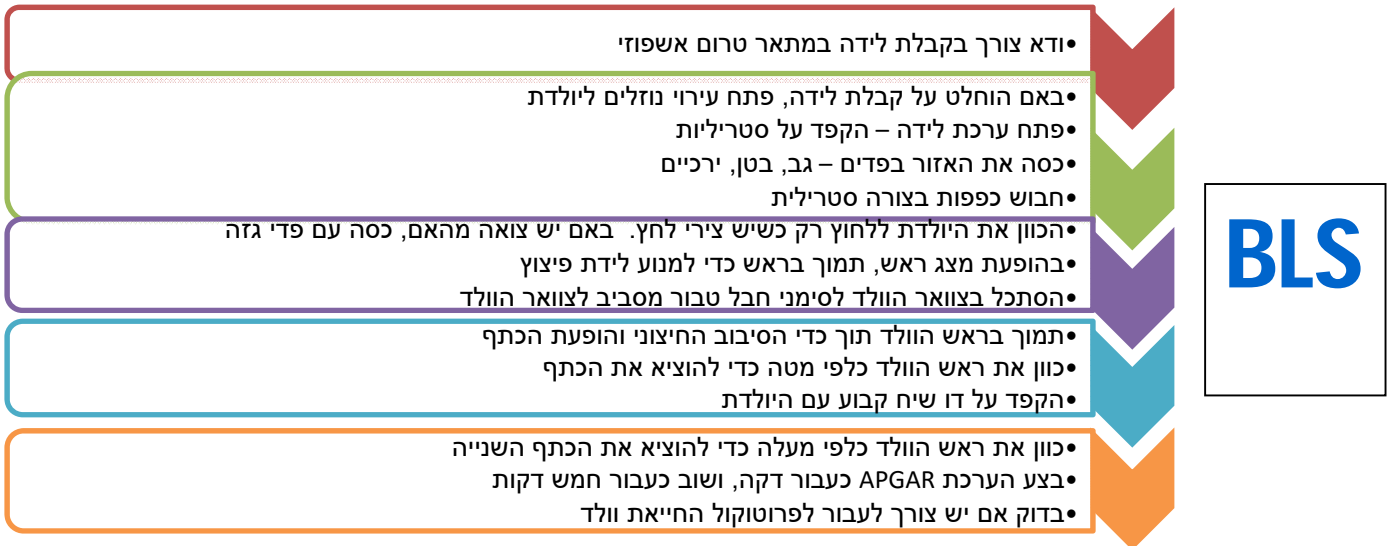 •ודא צורך בקבלת לידה במתאר טרום אשפוזי
•באם הוחלט על קבלת לידה, פתח עירוי נוזלים ליולדת
•פתח ערכת לידה – הקפד על סטריליות
•כסה את האזור בפדים – גב, בטן, ירכיים
•חבוש כפפות בצורה סטרילית
•הכוון את היולדת ללחוץ רק כשיש צירי לחץ. באם יש צואה מהאם, כסה עם פדי גזה
•בהופעת מצג ראש, תמוך בראש כדי למנוע לידת פיצוץ
•הסתכל בצוואר הוולד לסימני חבל טבור מסביב לצוואר הוולד
•תמוך בראש הוולד תוך כדי הסיבוב החיצוני והופעת הכתף
•כוון את ראש הוולד כלפי מטה כדי להוציא את הכתף
•הקפד על דו שיח קבוע עם היולדת
•כוון את ראש הוולד כלפי מעלה כדי להוציא את הכתף השנייה
•בצע הערכת APGAR כעבור דקה, ושוב כעבור חמש דקות
•בדוק אם יש צורך לעבור לפרוטוקול החייאת וולד
BLS